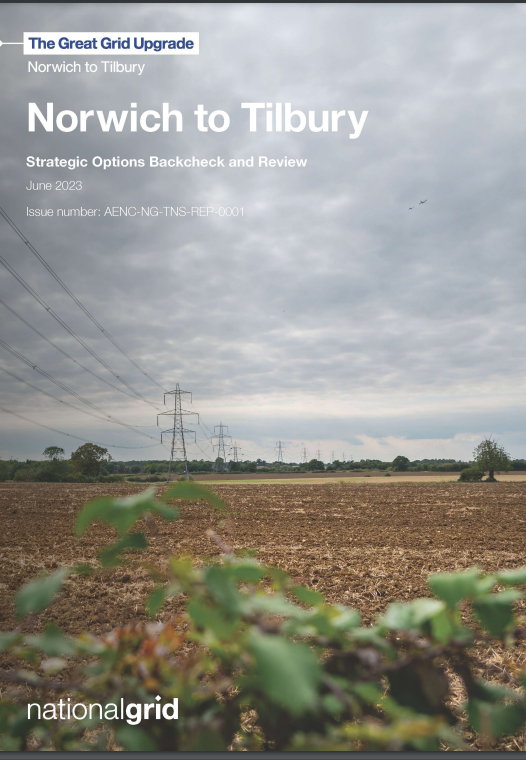 The Great Grid Upgrade
Norwich to Tilbury
Norwich to Tilbury
Strategic Options Backcheck and Review
June 2023
Issue number: AENC-NG-TNS-REP-0001
nationalgrid